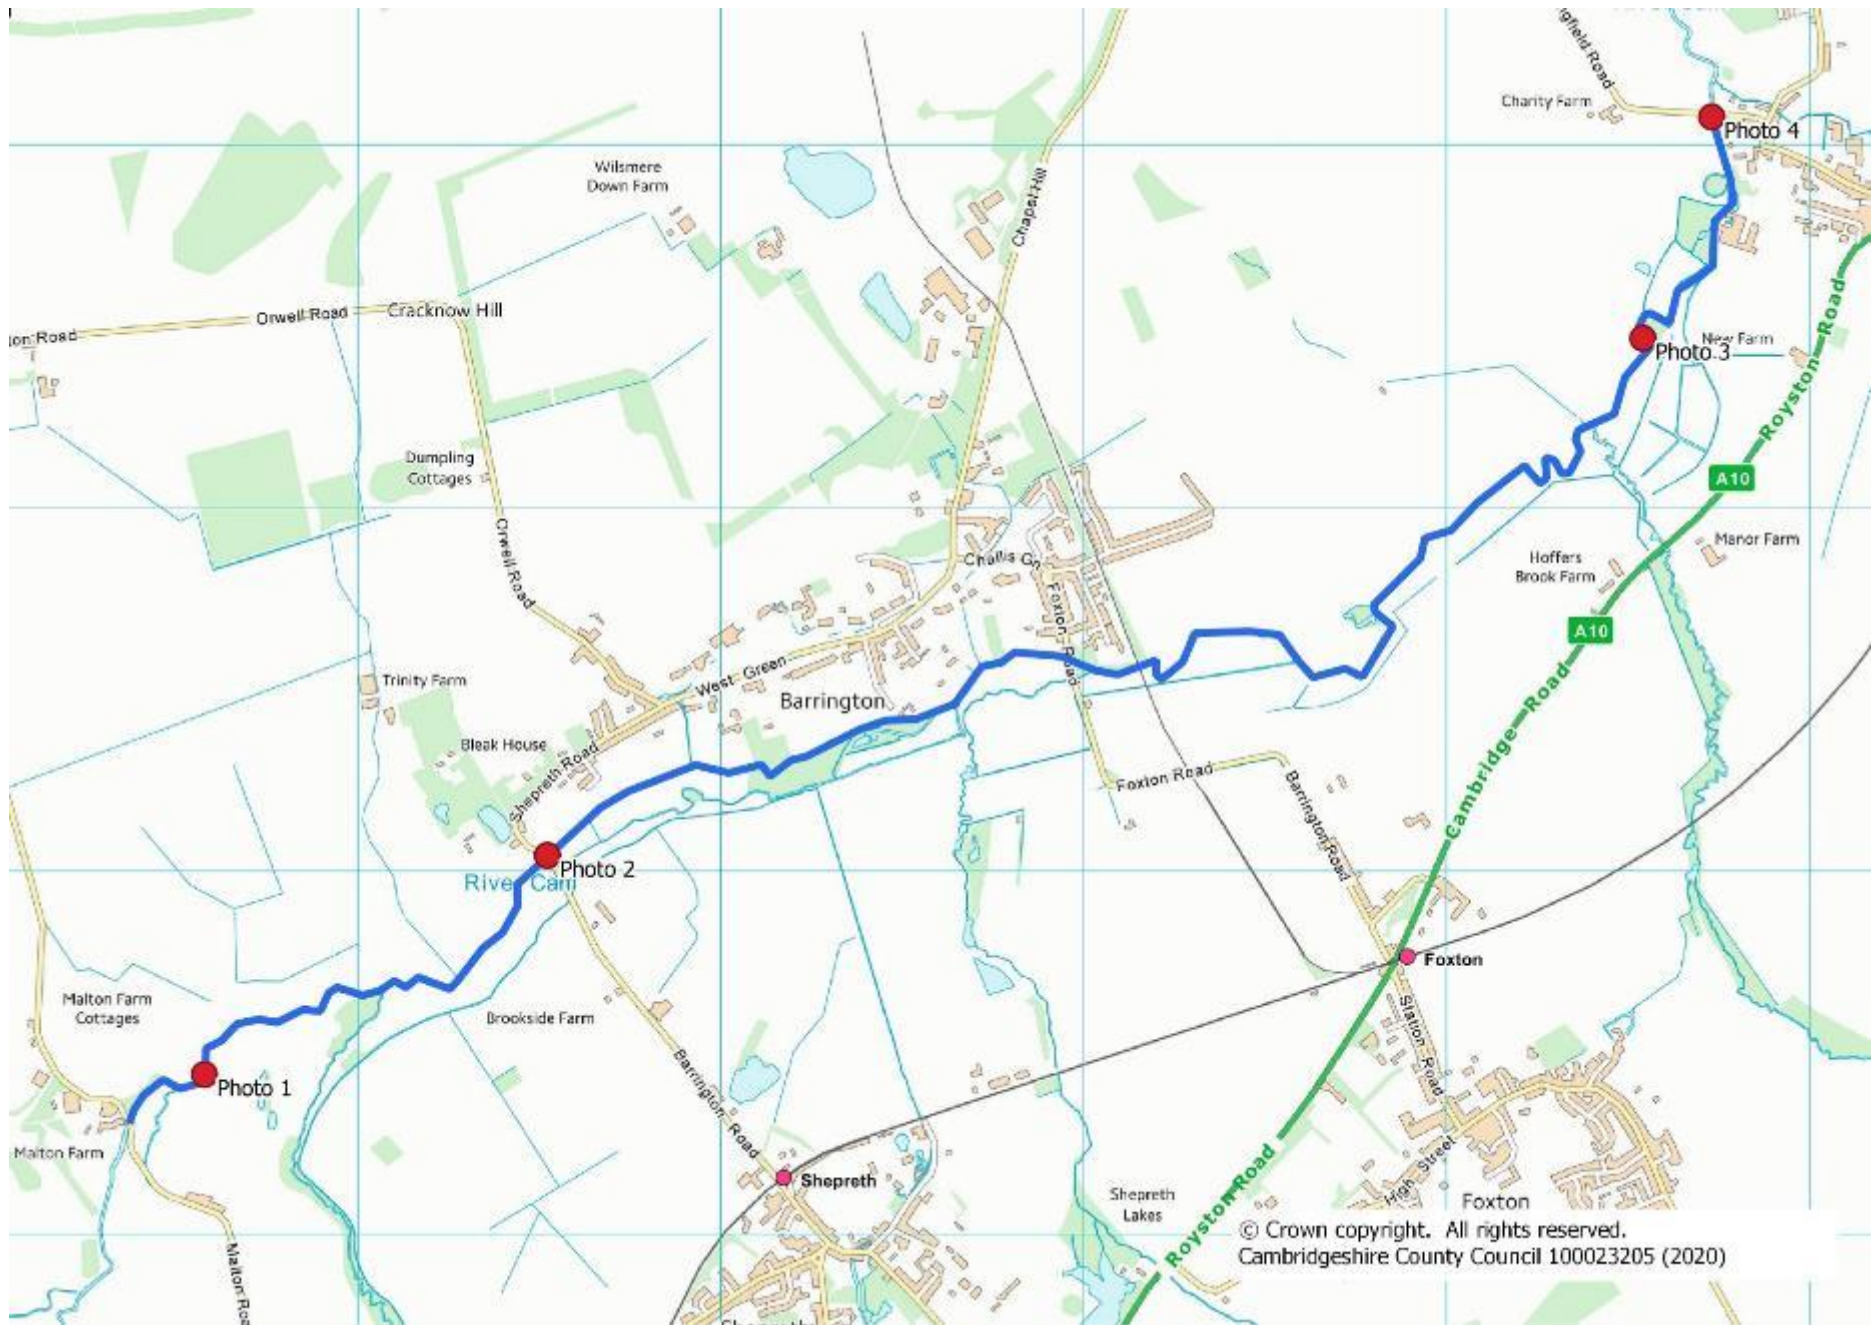 Charity Farm
Photo 4
Wilsmere
Down Farm
Chapel Hill
Orwell Road
Cracknow Hill
New Farm
Photo 3
Royston Road
Dumpling
Cottages
A10
Orwell Road
Manor Farm
Challis Gn
Hoffers
Brook Farm
Foxton Road
A10
West Green
Trinity Farm
Barrington
Bleak House
Shepreth Road
Foxton Road
Cambridge Road
Barrington Road
Photo 2
River Cam
Foxton
Malton Farm
Cottages
Brookside Farm
Station Road
Barrington Road
Photo 1
Malton Farm
Shepreth
High Street
Shepreth
Lakes
Foxton
Royston Road
© Crown copyright. All rights reserved.
Cambridgeshire County Council 100023205 (2020)